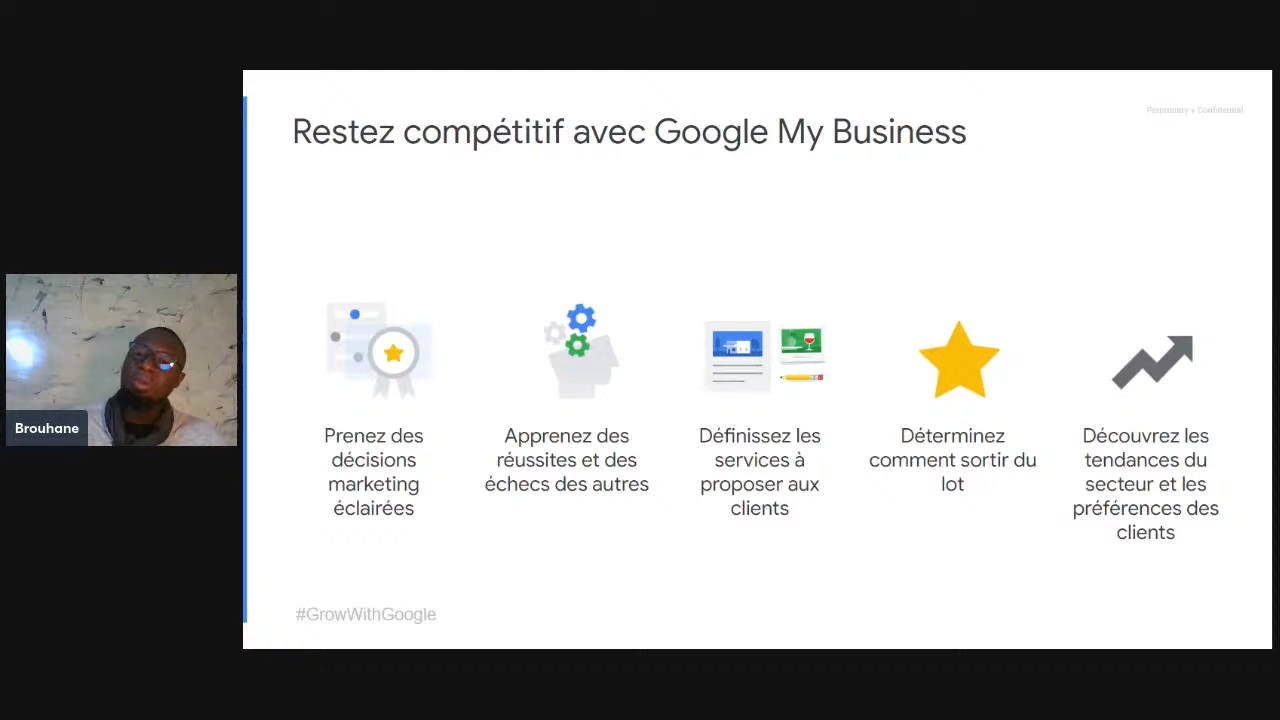 Proprietary + Confidential
Restez compétitif avec Google My Business
Brouhane
Prenez des
décisions
marketing
éclairées
Apprenez des
réussites et des
échecs des autres
Définissez les
services à
proposer aux
clients
Déterminez
comment sortir du
lot
Découvrez les
tendances du
secteur et les
préférences des
clients
#GrowWithGoogle